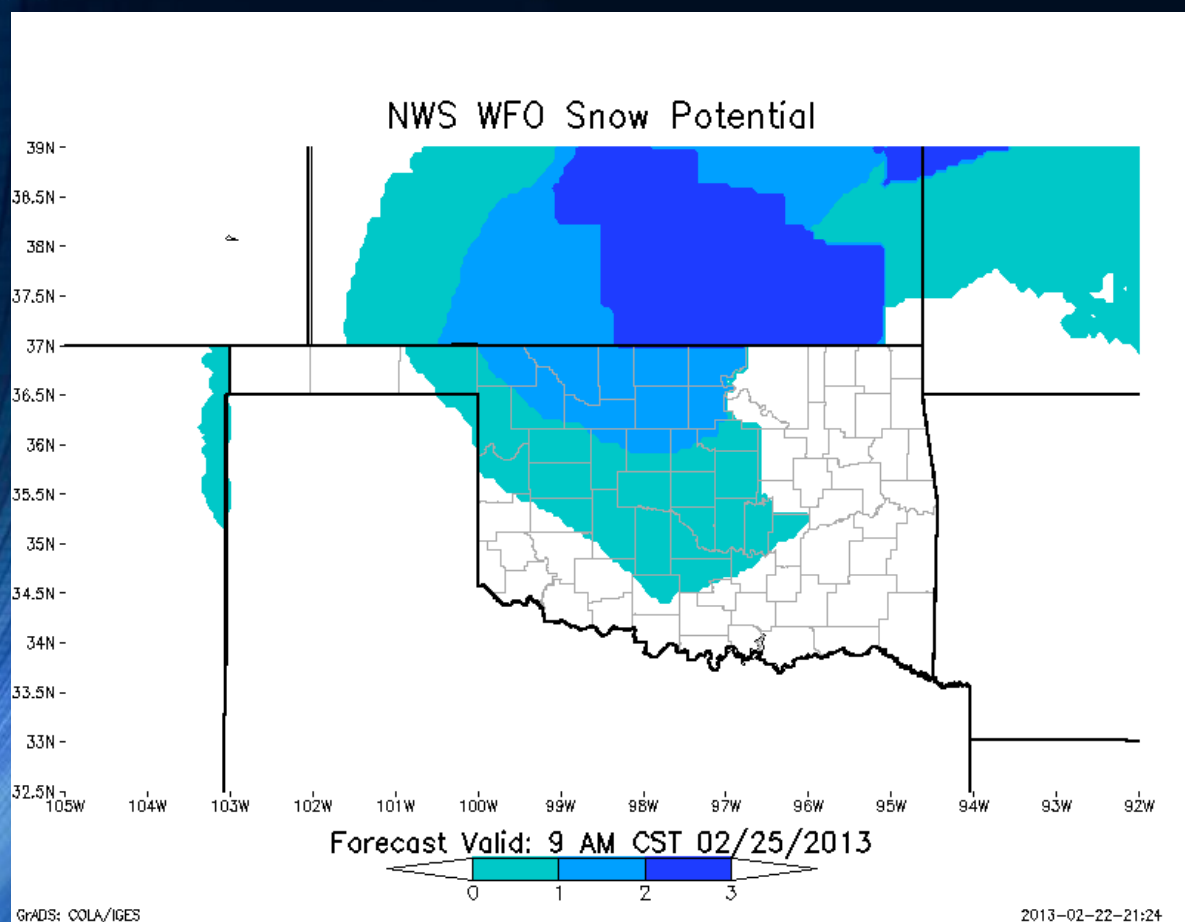 NWS WFO Snow Potential
39N
38.5N
38N
37.5N
37N
36.5N
36N
35.5N
35N
34.5N
34N
33.5N
33N
32.5N
105W 104W 103W 102W 101W 100W 99W 98W 97W 96W 95W 94W 93W 92W
Forecast Valid: 9 AM CST 02/25/2013
0 1 2 3
GrADS: COLA/IGES 2013-02-22-21:24